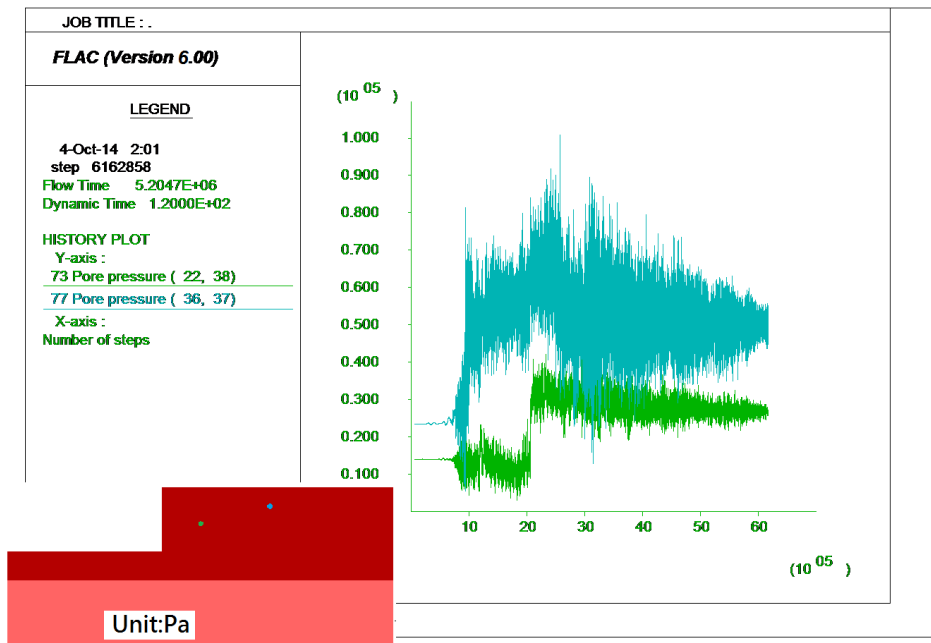 JOB TITLE : .
FLAC (Version 6.00)
LEGEND
4-Oct-14 2:01
step 6162858
Flow Time 5.2047E+06
Dynamic Time 1.2000E+02
HISTORY PLOT
Y-axis :
73 Pore pressure ( 22, 38)
77 Pore pressure ( 36, 37)
X-axis :
Number of steps
(10 05 )
1.000
0.900
0.800
0.700
0.600
0.500
0.400
0.300
0.200
0.100
10 20 30 40 50 60
(10 05 )
Unit:Pa